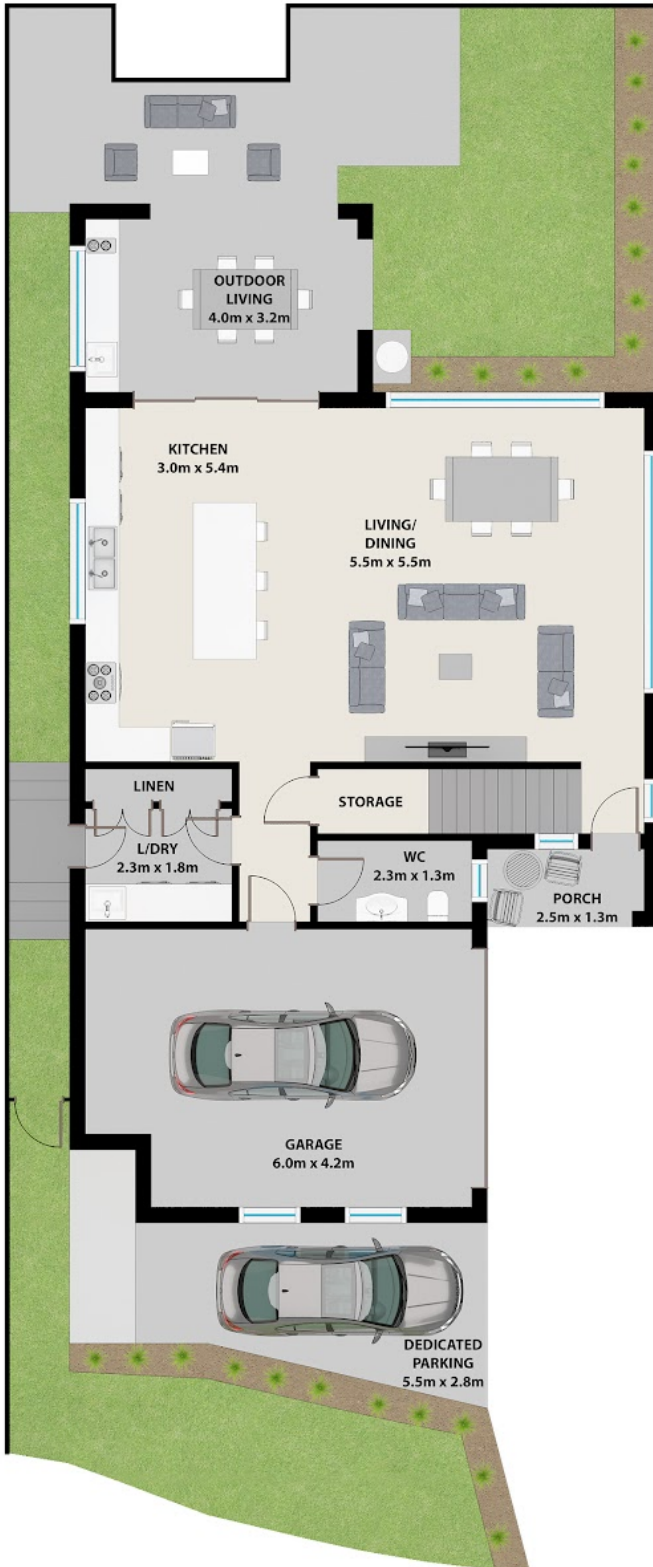 OUTDOOR
LIVING
4.0m x 3.2m
KITCHEN
3.0m x 5.4m
LIVING/
DINING
5.5m x 5.5m
LINEN
STORAGE
L/DRY
2.3m x 1.8m
WC
2.3m x 1.3m
PORCH
2.5m x 1.3m
GARAGE
6.0m x 4.2m
DEDICATED
PARKING
5.5m x 2.8m